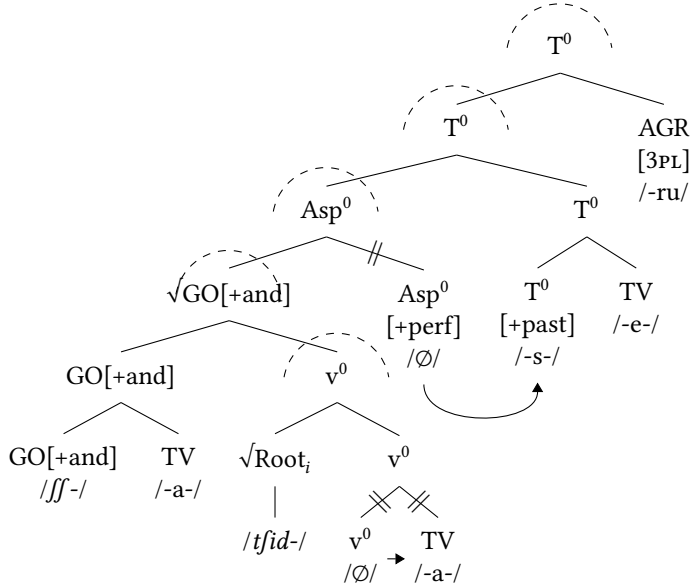 T⁰
T⁰ AGR
[3ᴘʟ]
/-ru/
Asp⁰ T⁰
√GO[+and] Asp⁰ T⁰ TV
[+perf] [+past] /-e-/
/∅/ /-s-/
GO[+and] v⁰
GO[+and] TV √Rootᵢ v⁰
/ʃʃ-/ /-a-/
/tʃid-/ v⁰ TV
/∅/ /-a-/